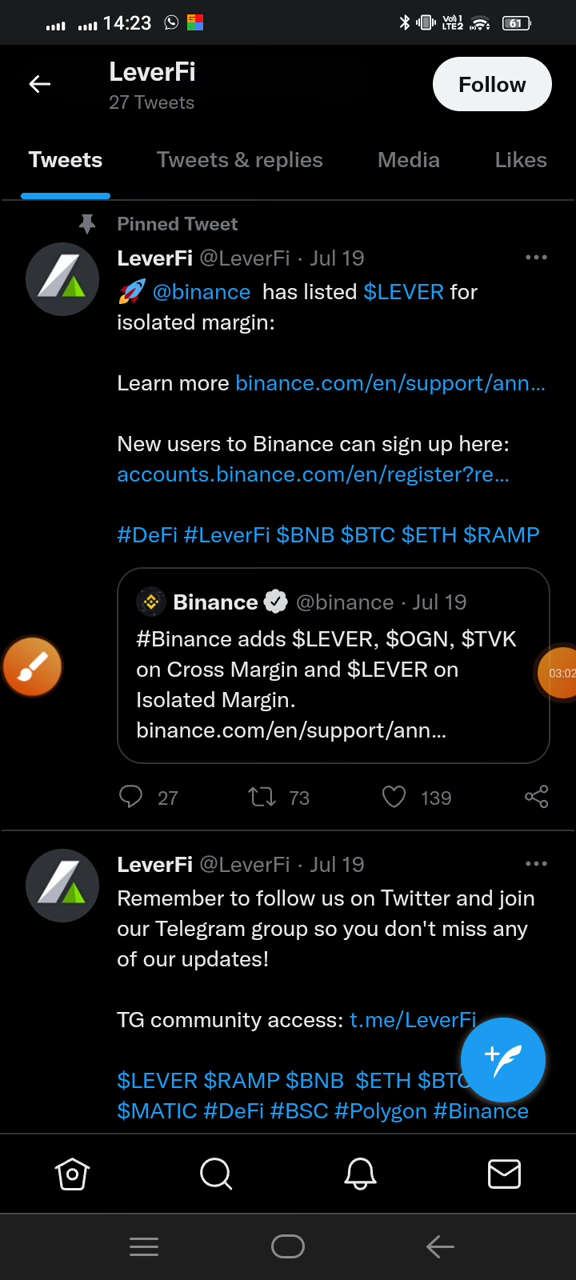 14:23
Vo) 1
LTE2
61
LeverFi
27 Tweets
Follow
Tweets
Tweets & replies
Media
Likes
Pinned Tweet
LeverFi @LeverFi · Jul 19
🚀 @binance has listed $LEVER for
isolated margin:
Learn more binance.com/en/support/ann…
New users to Binance can sign up here:
accounts.binance.com/en/register?re…
#DeFi #LeverFi $BNB $BTC $ETH $RAMP
Binance @binance · Jul 19
#Binance adds $LEVER, $OGN, $TVK
on Cross Margin and $LEVER on
Isolated Margin.
binance.com/en/support/ann…
03:02
27
73
139
LeverFi @LeverFi · Jul 19
Remember to follow us on Twitter and join
our Telegram group so you don't miss any
of our updates!
TG community access: t.me/LeverFi
$LEVER $RAMP $BNB $ETH $BTC
$MATIC #DeFi #BSC #Polygon #Binance